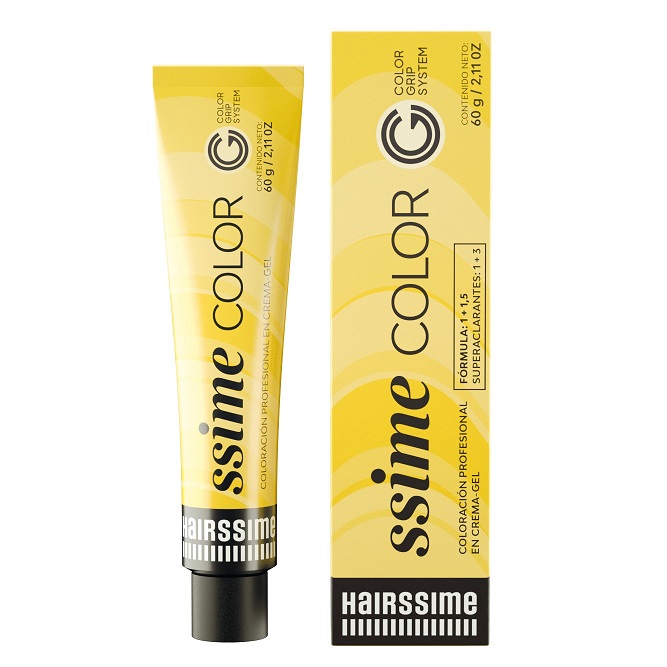 COLOR
GRIP
SYSTEM
CONTENIDO NETO:
60 g / 2,11 OZ
ssime COLOR
COLORACIÓN PROFESIONAL EN CREMA-GEL
HAIRSSIME
COLOR
GRIP
SYSTEM
CONTENIDO NETO:
60 g / 2,11 OZ
ssime COLOR
FÓRMULA: 1 + 1,5
SUPERACLARANTES: 1 + 3
COLORACIÓN PROFESIONAL
EN CREMA-GEL
HAIRSSIME